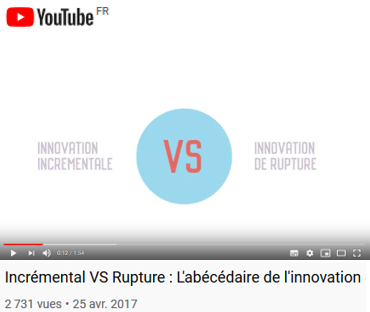 YouTube FR
INNOVATION
INCRÉMENTALE
VS
INNOVATION
DE RUPTURE
0:12 / 1:54
Incrémental VS Rupture : L'abécédaire de l'innovation
2 731 vues • 25 avr. 2017